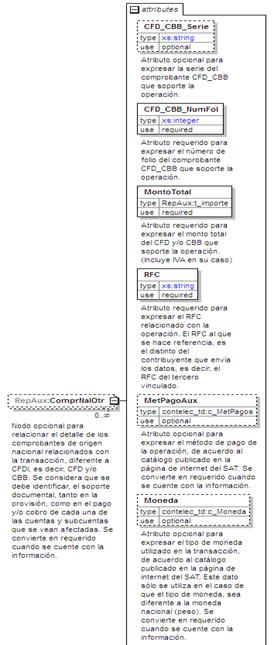 attributes
CFD_CBB_Serie
type xs:string
use optional
Atributo opcional para
expresar la serie del
comprobante CFD_CBB
que soporte la
operación.
CFD_CBB_NumFol
type xs:integer
use required
Atributo requerido para
expresar el número de
folio del comprobante
CFD_CBB que soporte la
operación.
MontoTotal
type RepAux:t_importe
use required
Atributo requerido para
expresar el monto total
del CFD y/o CBB que
soporte la operación.
(Incluye IVA en su caso)
RFC
type xs:string
use required
Atributo requerido para
expresar el RFC
relacionado con la
operación. El RFC al que
se hace referencia, es
el distinto del
contribuyente que envía
los datos, es decir, el
RFC del tercero
vinculado.
RepAux:ComprNalOtr
0..∞
Nodo opcional para
relacionar el detalle de los
comprobantes de origen
nacional relacionados con
la transacción, diferente a
CFDI, es decir, CFD y/o
CBB. Se considera que se
debe identificar, el soporte
documental, tanto en la
provisión, como en el pago
y/o cobro de cada una de
las cuentas y subcuentas
que se vean afectadas. Se
convierte en requerido
cuando se cuente con la
información.
MetPagoAux
type contelec_td:c_MetPagos
use optional
Atributo opcional para
expresar el método de pago de
la operación, de acuerdo al
catálogo publicado en la
página de internet del SAT. Se
convierte en requerido cuando
se cuente con la información.
Moneda
type contelec_td:c_Moneda
use optional
Atributo opcional para
expresar el tipo de moneda
utilizado en la transacción,
de acuerdo al catálogo
publicado en la página de
internet del SAT. Este dato
sólo se utiliza en el caso de
que el tipo de moneda, sea
diferente a la moneda
nacional (peso). Se
convierte en requerido
cuando se cuente con la
información.